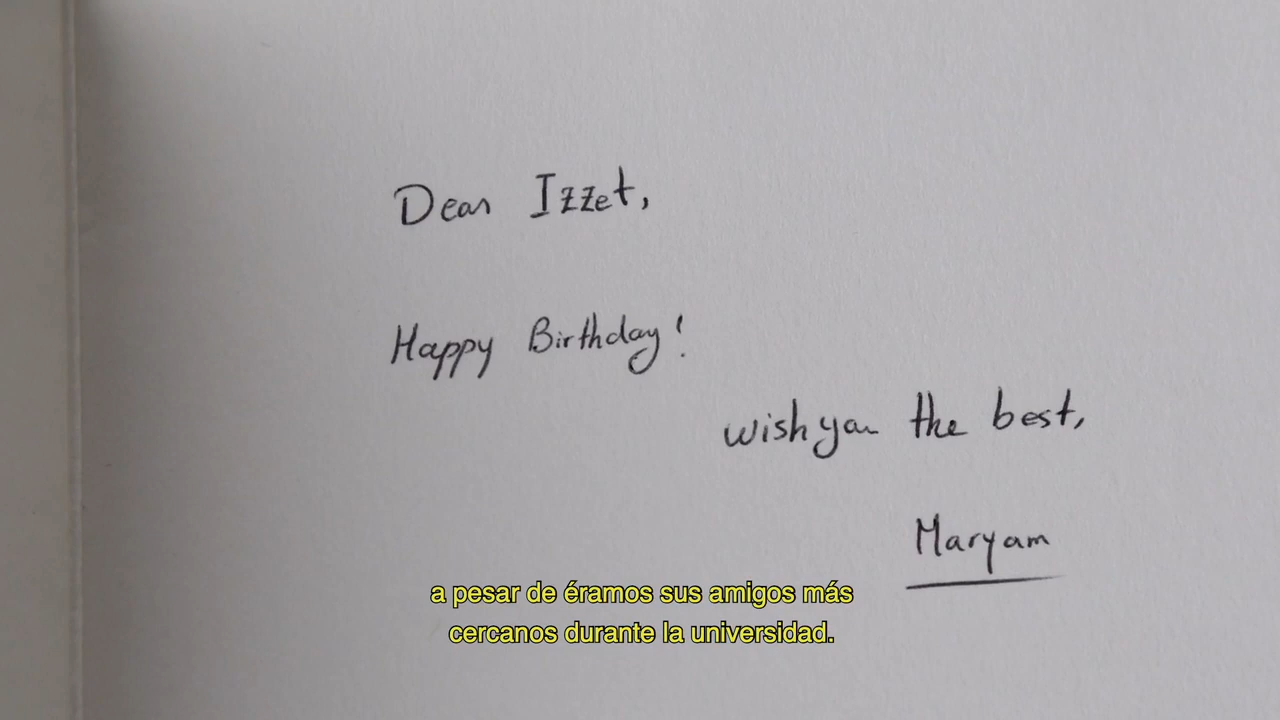 Dear Izzet,
Happy Birthday!
wish you the best,
Maryam
a pesar de éramos sus amigos más
cercanos durante la universidad.